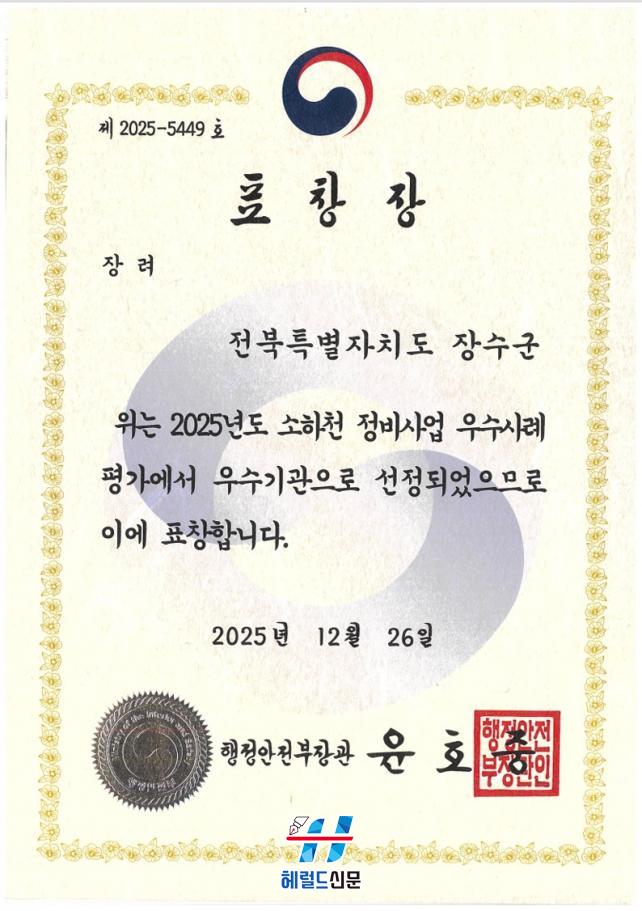 제 2025-5449 호
표 창 장
장 려
전북특별자치도 장수군
위는 2025년도 소하천 정비사업 우수사례
평가에서 우수기관으로 선정되었으므로
이에 표창합니다.
2025년 12월 26일
행정안전부장관 윤 호 중
행정안전
부장관인
헤럴드신문